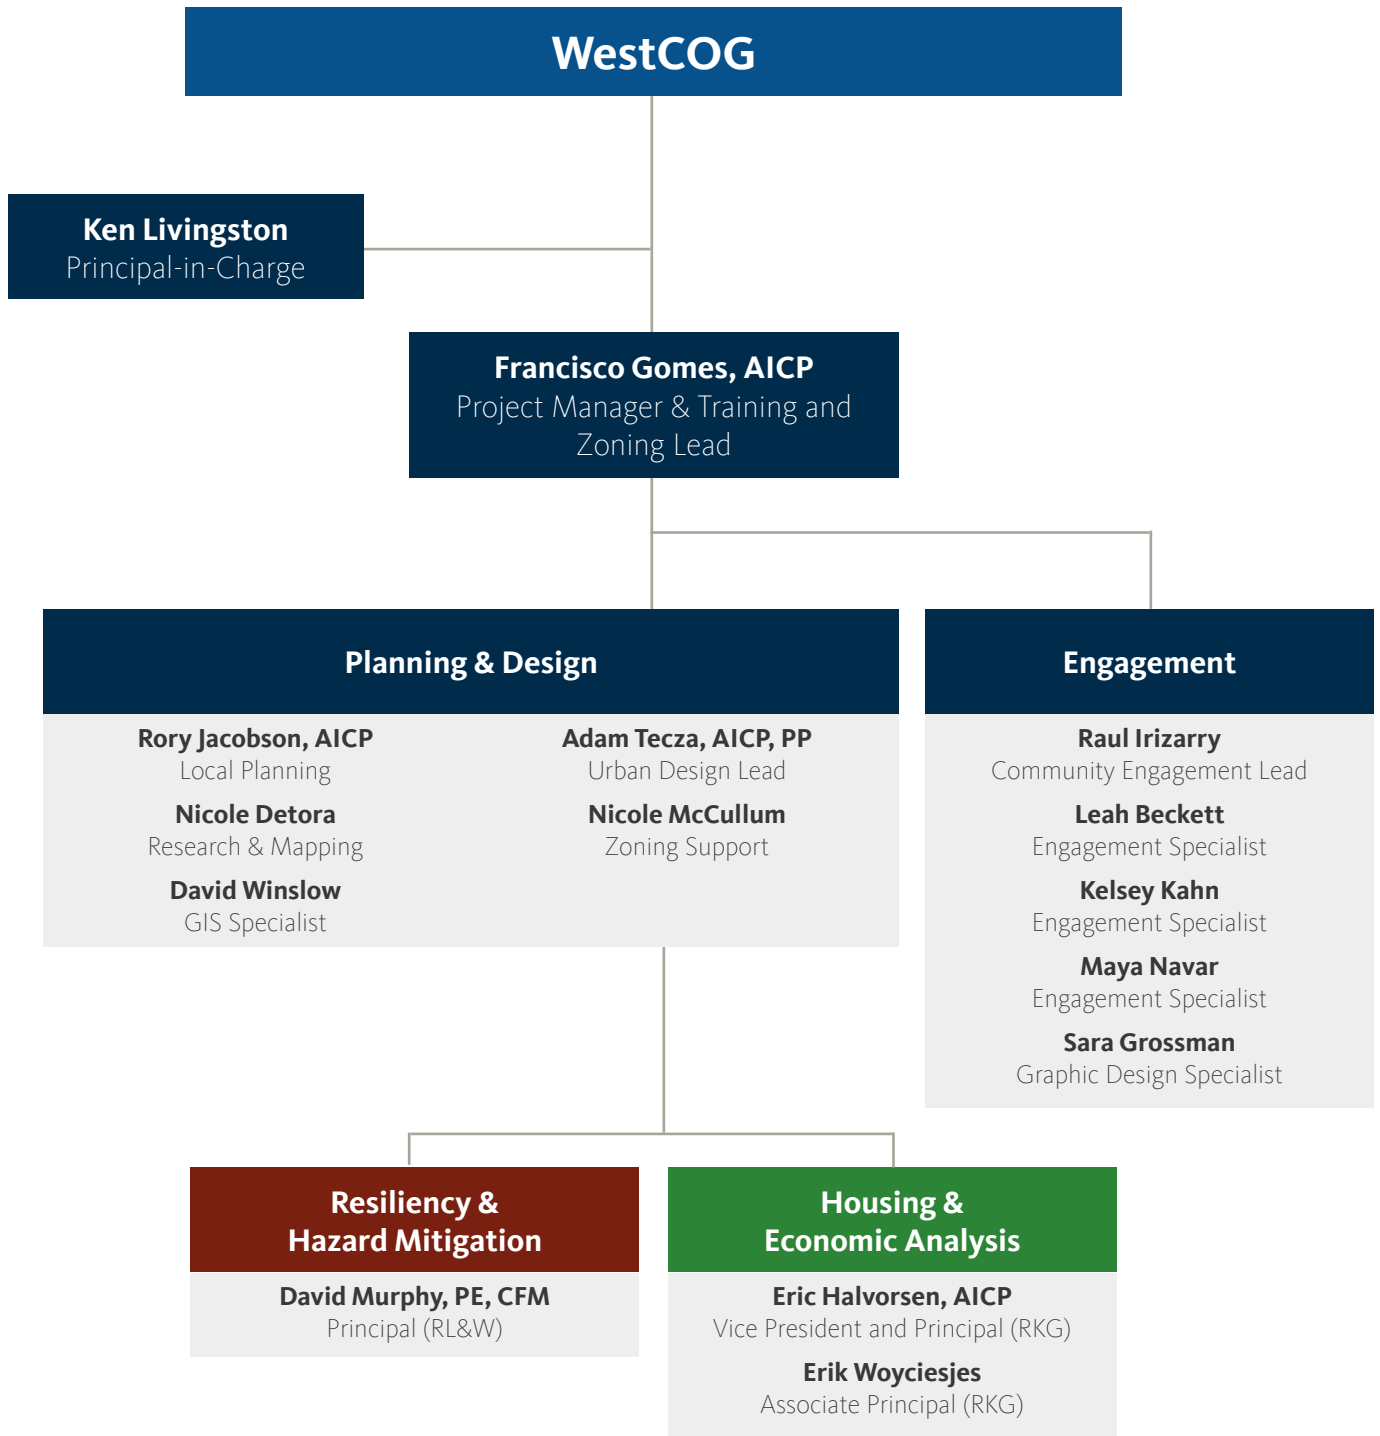 WestCOG
Ken Livingston
Principal-in-Charge
Francisco Gomes, AICP
Project Manager & Training and
Zoning Lead
Planning & Design
Rory Jacobson, AICP
Local Planning
Nicole Detora
Research & Mapping
David Winslow
GIS Specialist
Adam Tecza, AICP, PP
Urban Design Lead
Nicole McCullum
Zoning Support
Engagement
Raul Irizarry
Community Engagement Lead
Leah Beckett
Engagement Specialist
Kelsey Kahn
Engagement Specialist
Maya Navar
Engagement Specialist
Sara Grossman
Graphic Design Specialist
Resiliency &
Hazard Mitigation
David Murphy, PE, CFM
Principal (RL&W)
Housing &
Economic Analysis
Eric Halvorsen, AICP
Vice President and Principal (RKG)
Erik Woyciesjes
Associate Principal (RKG)